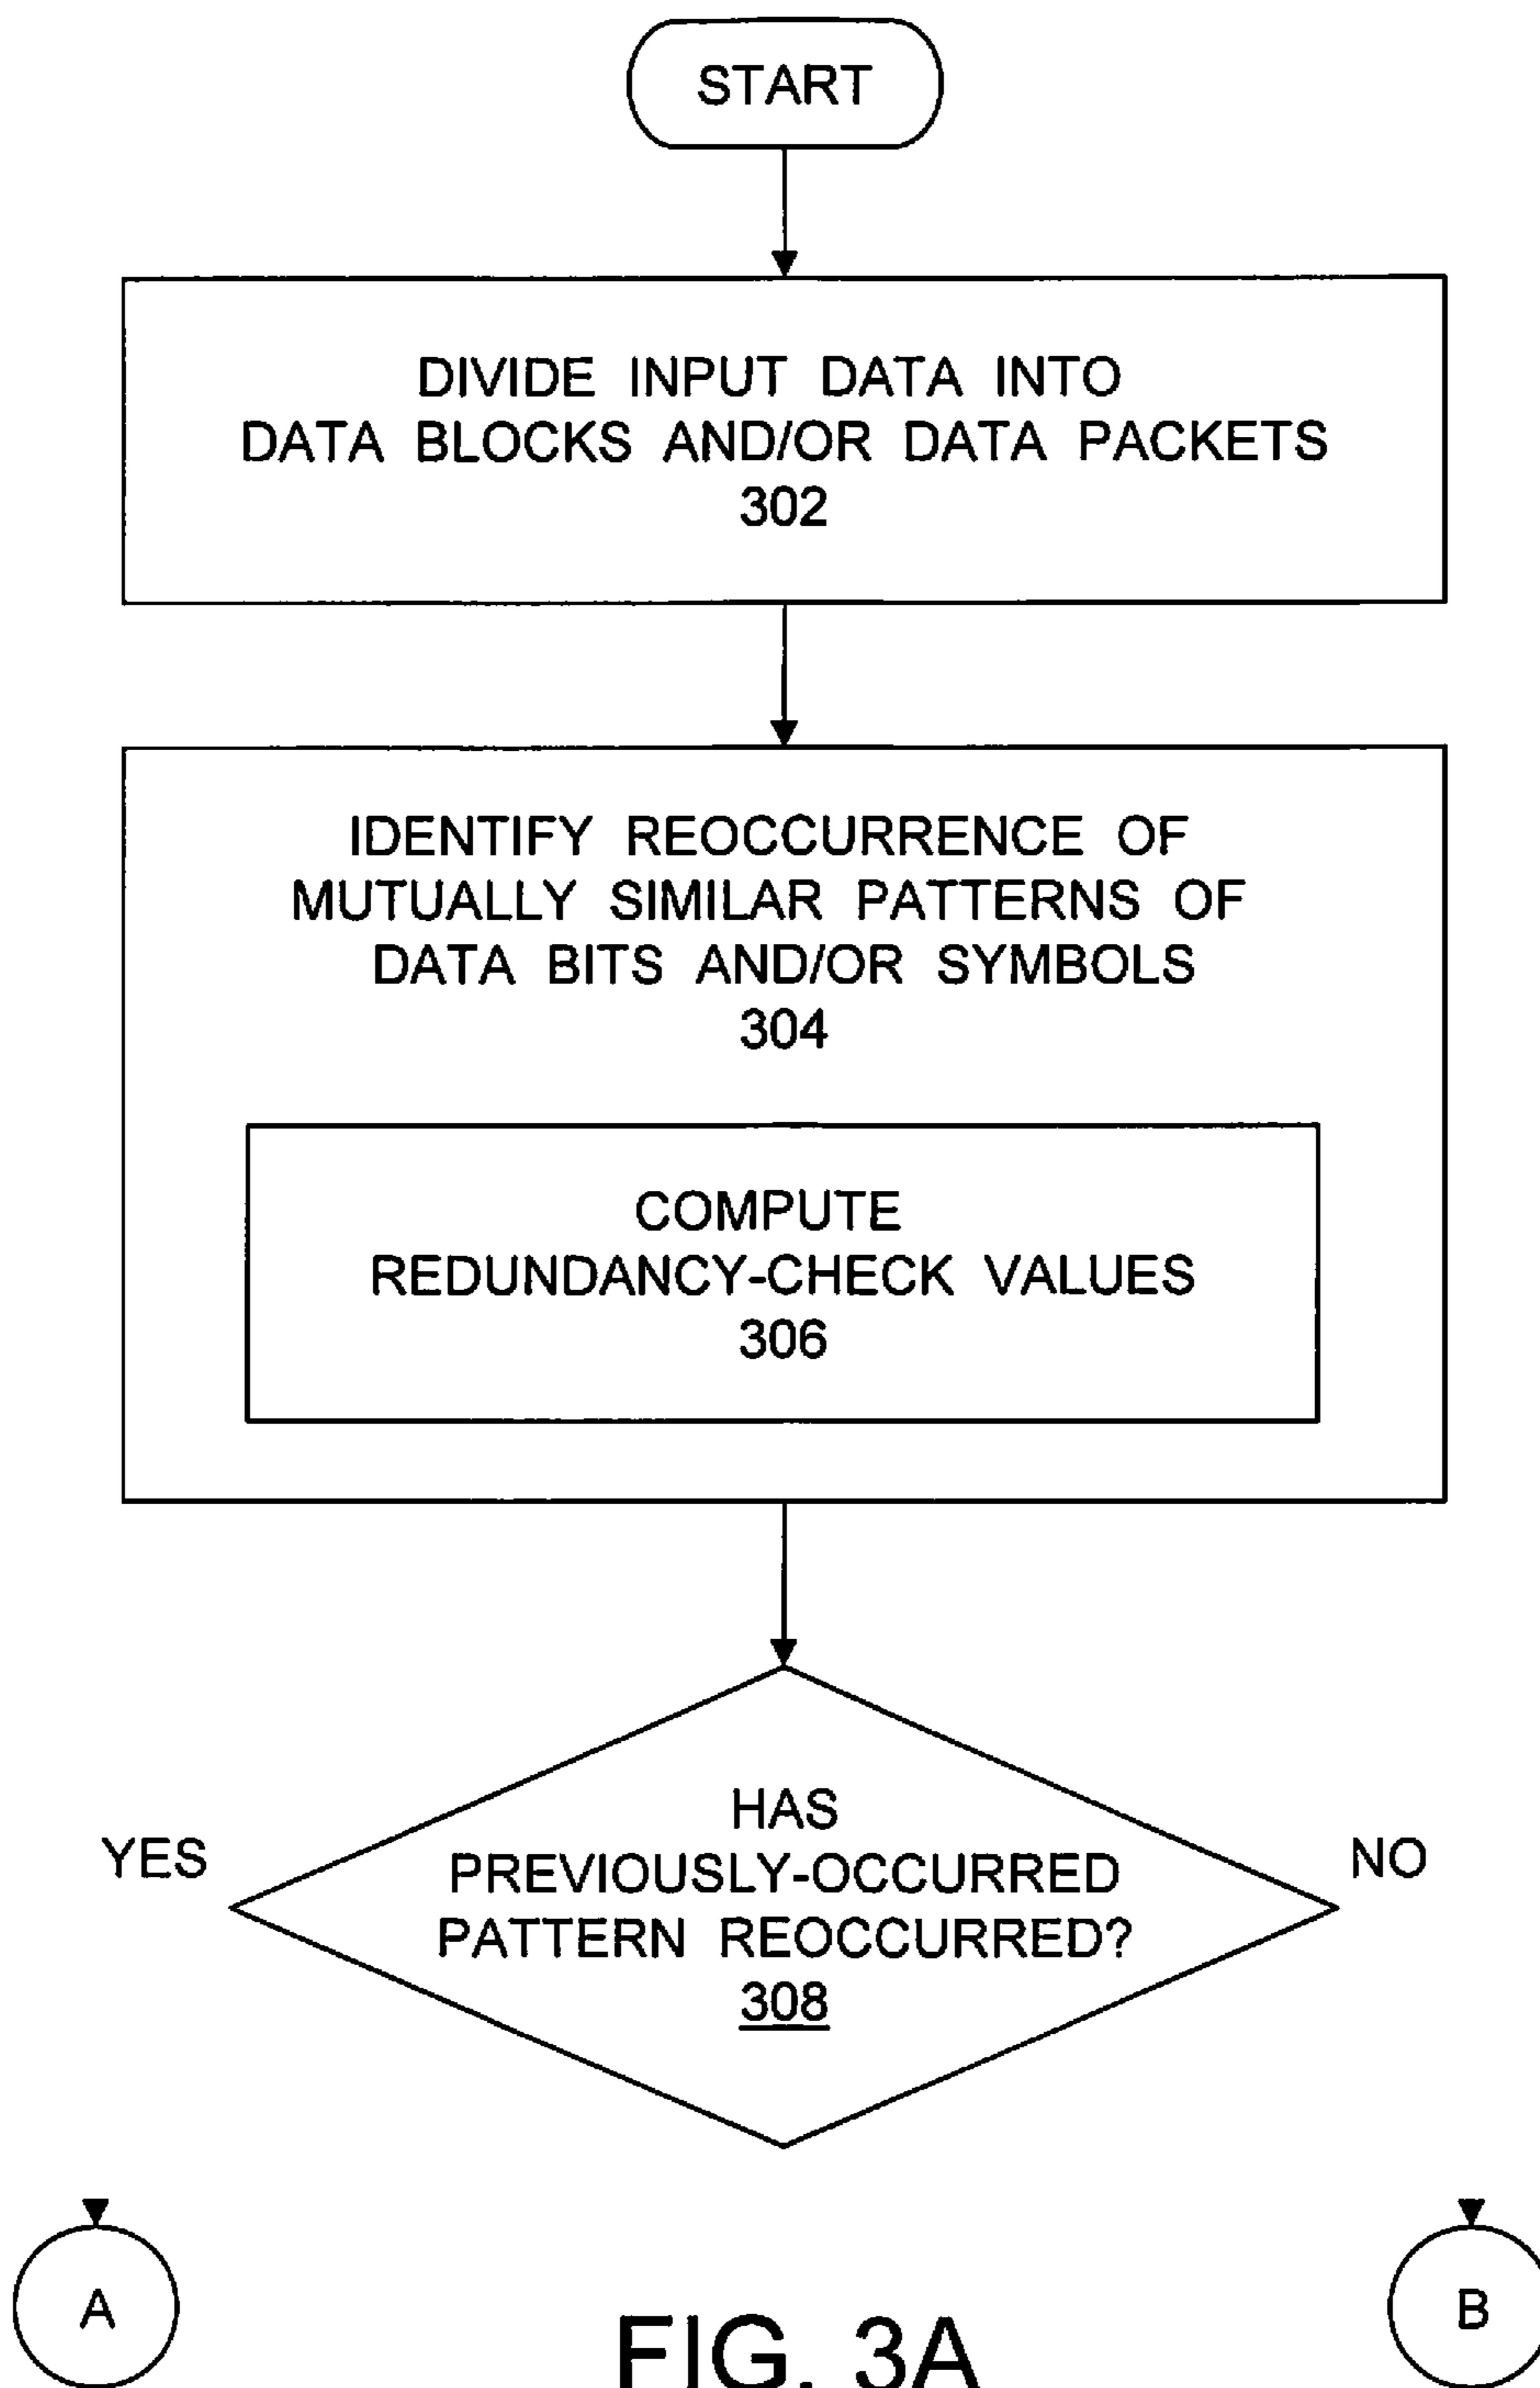 START
DIVIDE INPUT DATA INTO
DATA BLOCKS AND/OR DATA PACKETS
302
IDENTIFY REOCCURRENCE OF
MUTUALLY SIMILAR PATTERNS OF
DATA BITS AND/OR SYMBOLS
304
COMPUTE
REDUNDANCY-CHECK VALUES
306
HAS
PREVIOUSLY-OCCURRED
PATTERN REOCCURRED?
308
YES
NO
A
B
FIG. 3A